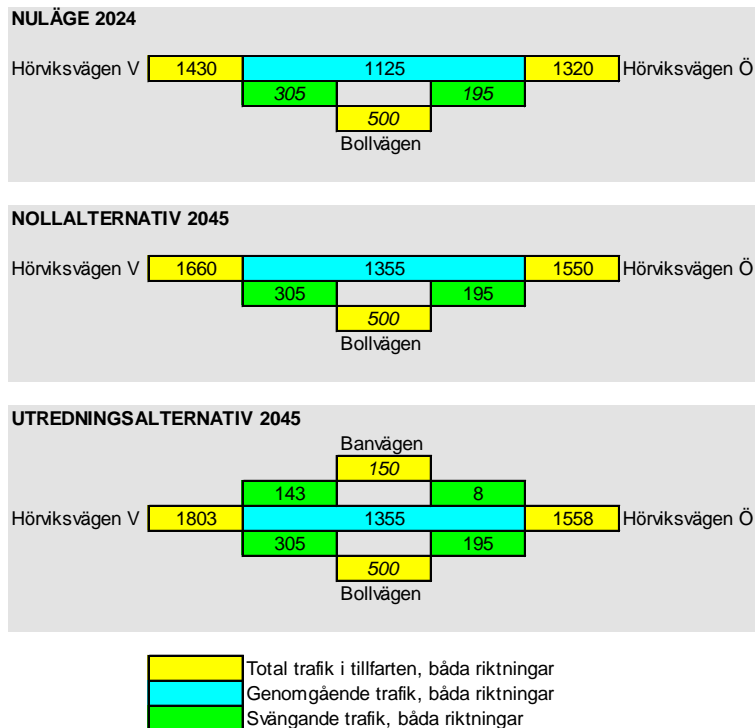 NULÄGE 2024
Hörviksvägen V 1430 1125 1320 Hörviksvägen Ö
305 195
500
Bollvägen
NOLLALTERNATIV 2045
Hörviksvägen V 1660 1355 1550 Hörviksvägen Ö
305 195
500
Bollvägen
UTREDNINGSALTERNATIV 2045
Banvägen
150
143 8
Hörviksvägen V 1803 1355 1558 Hörviksvägen Ö
305 195
500
Bollvägen
Total trafik i tillfarten, båda riktningar
Genomgående trafik, båda riktningar
Svängande trafik, båda riktningar